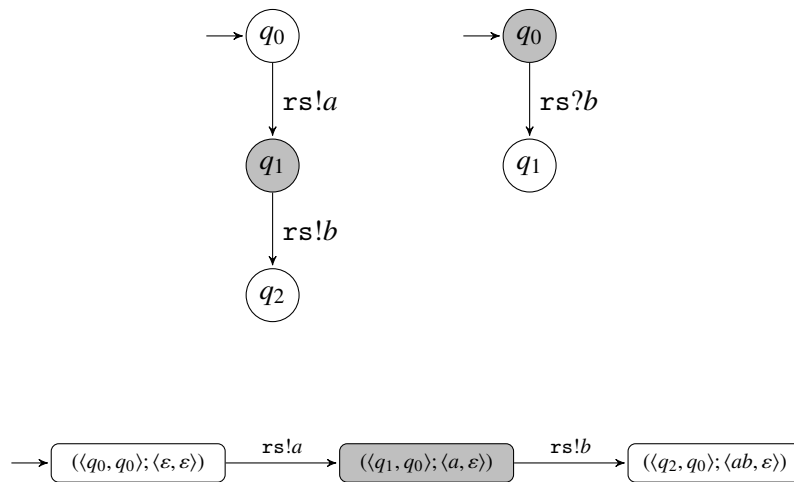 q₀ q₀
rs!a rs?b
q₁ q₁
rs!b
q₂
rs!a rs!b
(⟨q₀, q₀⟩; ⟨ε, ε⟩) (⟨q₁, q₀⟩; ⟨a, ε⟩) (⟨q₂, q₀⟩; ⟨ab, ε⟩)